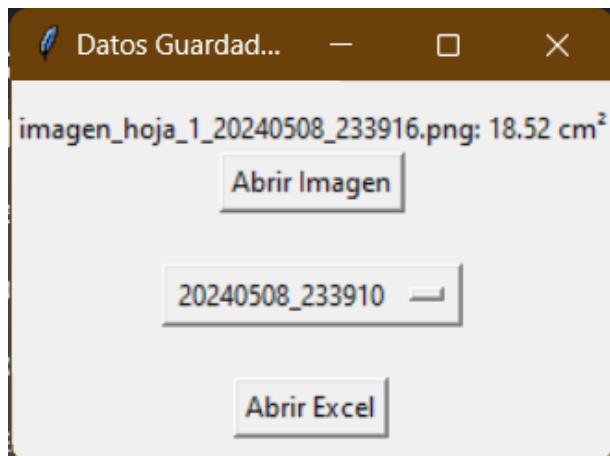 Datos Guardad...
imagen_hoja_1_20240508_233916.png: 18.52 cm²
Abrir Imagen
20240508_233910
Abrir Excel